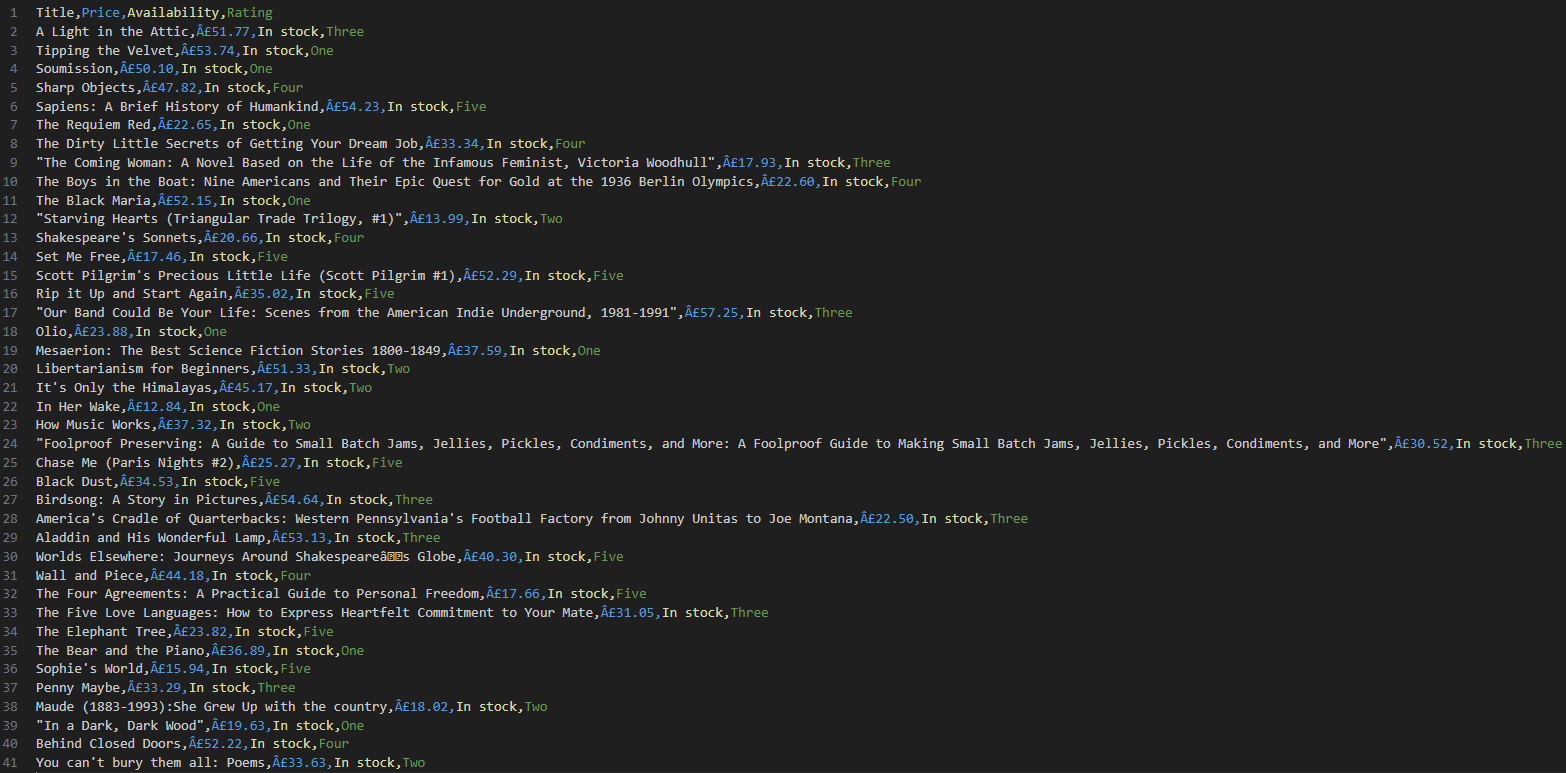 1 Title,Price,Availability,Rating
2 A Light in the Attic,Â£51.77,In stock,Three
3 Tipping the Velvet,Â£53.74,In stock,One
4 Soumission,Â£50.10,In stock,One
5 Sharp Objects,Â£47.82,In stock,Four
6 Sapiens: A Brief History of Humankind,Â£54.23,In stock,Five
7 The Requiem Red,Â£22.65,In stock,One
8 The Dirty Little Secrets of Getting Your Dream Job,Â£33.34,In stock,Four
9 "The Coming Woman: A Novel Based on the Life of the Infamous Feminist, Victoria Woodhull",Â£17.93,In stock,Three
10 The Boys in the Boat: Nine Americans and Their Epic Quest for Gold at the 1936 Berlin Olympics,Â£22.60,In stock,Four
11 The Black Maria,Â£52.15,In stock,One
12 "Starving Hearts (Triangular Trade Trilogy, #1)",Â£13.99,In stock,Two
13 Shakespeare's Sonnets,Â£20.66,In stock,Four
14 Set Me Free,Â£17.46,In stock,Five
15 Scott Pilgrim's Precious Little Life (Scott Pilgrim #1),Â£52.29,In stock,Five
16 Rip it Up and Start Again,Â£35.02,In stock,Five
17 "Our Band Could Be Your Life: Scenes from the American Indie Underground, 1981-1991",Â£57.25,In stock,Three
18 Olio,Â£23.88,In stock,One
19 Mesaerion: The Best Science Fiction Stories 1800-1849,Â£37.59,In stock,One
20 Libertarianism for Beginners,Â£51.33,In stock,Two
21 It's Only the Himalayas,Â£45.17,In stock,Two
22 In Her Wake,Â£12.84,In stock,One
23 How Music Works,Â£37.32,In stock,Two
24 "Foolproof Preserving: A Guide to Small Batch Jams, Jellies, Pickles, Condiments, and More: A Foolproof Guide to Making Small Batch Jams, Jellies, Pickles, Condiments, and More",Â£30.52,In stock,Three
25 Chase Me (Paris Nights #2),Â£25.27,In stock,Five
26 Black Dust,Â£34.53,In stock,Five
27 Birdsong: A Story in Pictures,Â£54.64,In stock,Three
28 America's Cradle of Quarterbacks: Western Pennsylvania's Football Factory from Johnny Unitas to Joe Montana,Â£22.50,In stock,Three
29 Aladdin and His Wonderful Lamp,Â£53.13,In stock,Three
30 Worlds Elsewhere: Journeys Around Shakespeareâs Globe,Â£40.30,In stock,Five
31 Wall and Piece,Â£44.18,In stock,Four
32 The Four Agreements: A Practical Guide to Personal Freedom,Â£17.66,In stock,Five
33 The Five Love Languages: How to Express Heartfelt Commitment to Your Mate,Â£31.05,In stock,Three
34 The Elephant Tree,Â£23.82,In stock,Five
35 The Bear and the Piano,Â£36.89,In stock,One
36 Sophie's World,Â£15.94,In stock,Five
37 Penny Maybe,Â£33.29,In stock,Three
38 Maude (1883-1993):She Grew Up with the country,Â£18.02,In stock,Two
39 "In a Dark, Dark Wood",Â£19.63,In stock,One
40 Behind Closed Doors,Â£52.22,In stock,Four
41 You can't bury them all: Poems,Â£33.63,In stock,Two